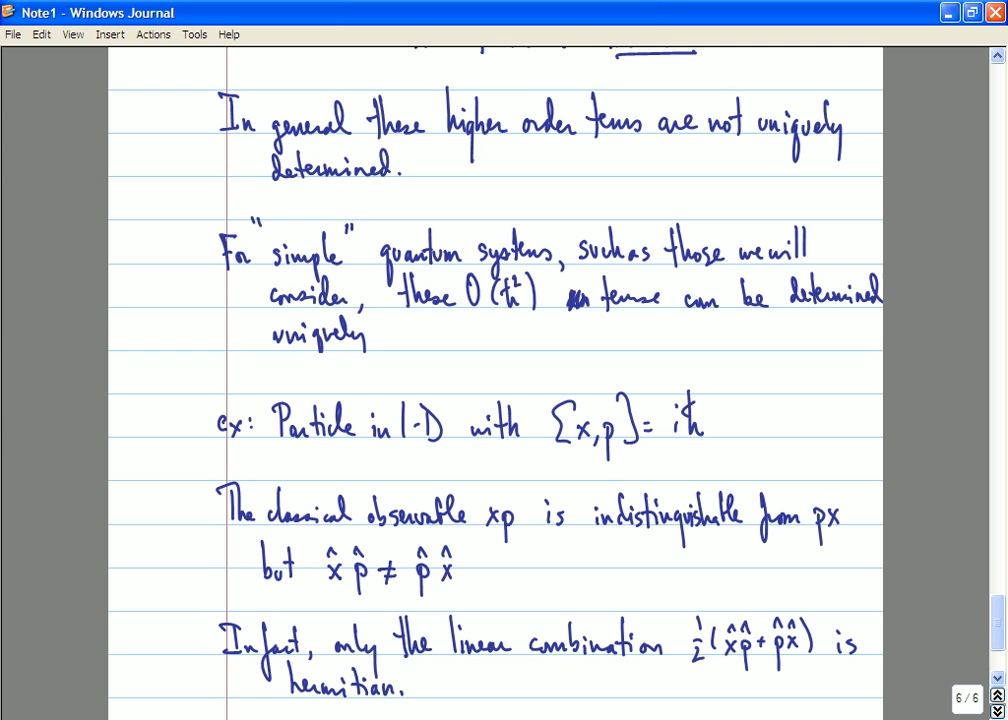 Note1 - Windows Journal
File Edit View Insert Actions Tools Help
In general these higher order terms are not uniquely
determined.
For "simple" quantum systems, such as those we will
consider, these O(ħ²) terms can be determined
uniquely
ex: Particle in 1-D with [x,p] = iħ
The classical observable xp is indistinguishable from px
but x̂ p̂ ≠ p̂ x̂
In fact, only the linear combination ½(x̂p̂ + p̂x̂) is
hermitian.
6/6